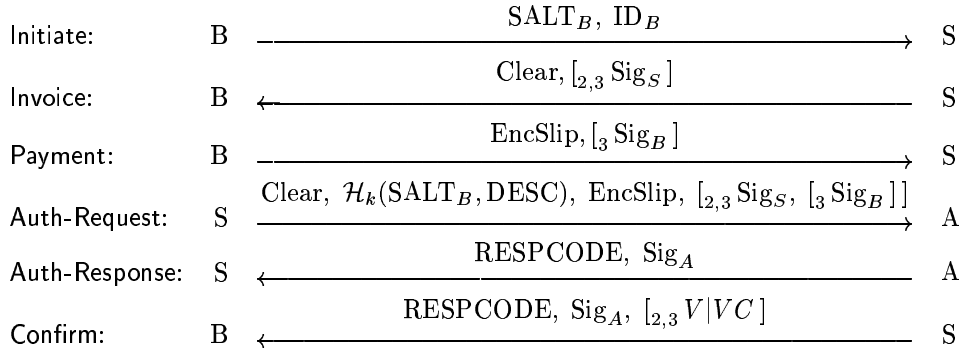 SALT_B, ID_B
Initiate: B S
Clear, [_{2,3} Sig_S ]
Invoice: B S
EncSlip, [_3 Sig_B ]
Payment: B S
Clear, ℋ_k(SALT_B, DESC), EncSlip, [_{2,3} Sig_S, [_3 Sig_B ] ]
Auth-Request: S A
RESPCODE, Sig_A
Auth-Response: S A
RESPCODE, Sig_A, [_{2,3} V|VC ]
Confirm: B S